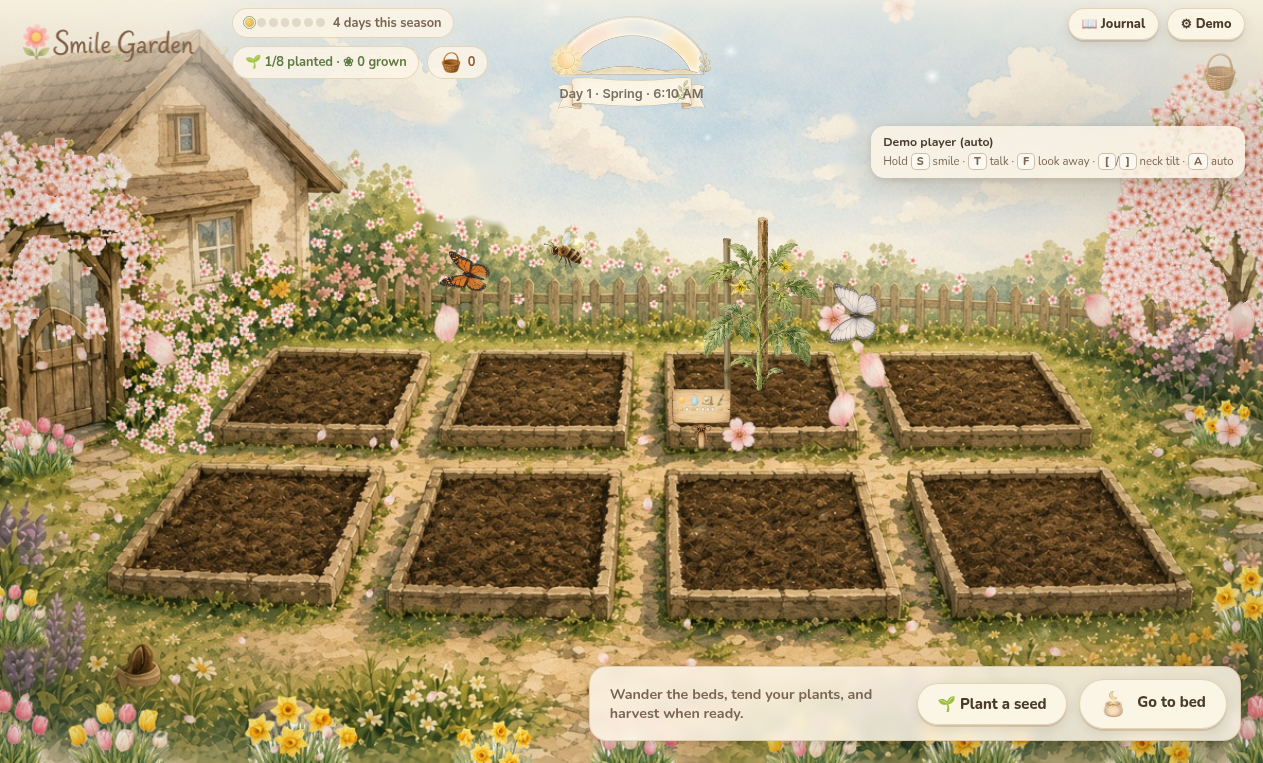 Smile Garden
4 days this season
1/8 planted · ❀ 0 grown
0
Day 1 · Spring · 6:10 AM
Journal
Demo
Demo player (auto)
Hold S smile · T talk · F look away · [ / ] neck tilt · A auto
Wander the beds, tend your plants, and
harvest when ready.
Plant a seed
Go to bed